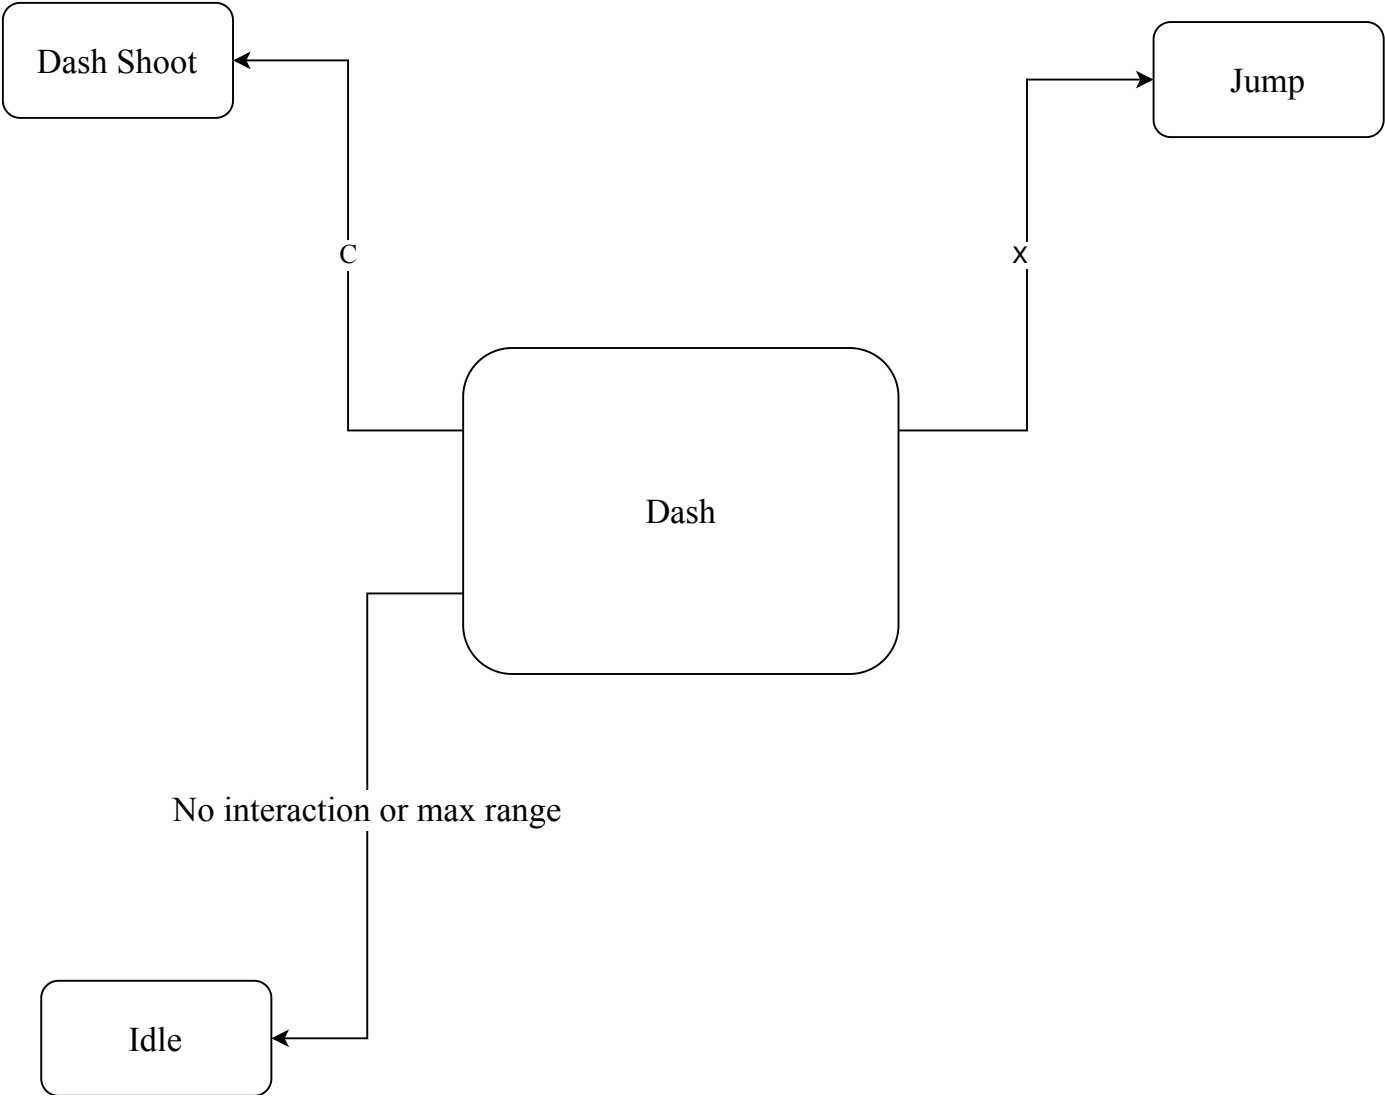 Dash Shoot
Jump
C
X
Dash
No interaction or max range
Idle